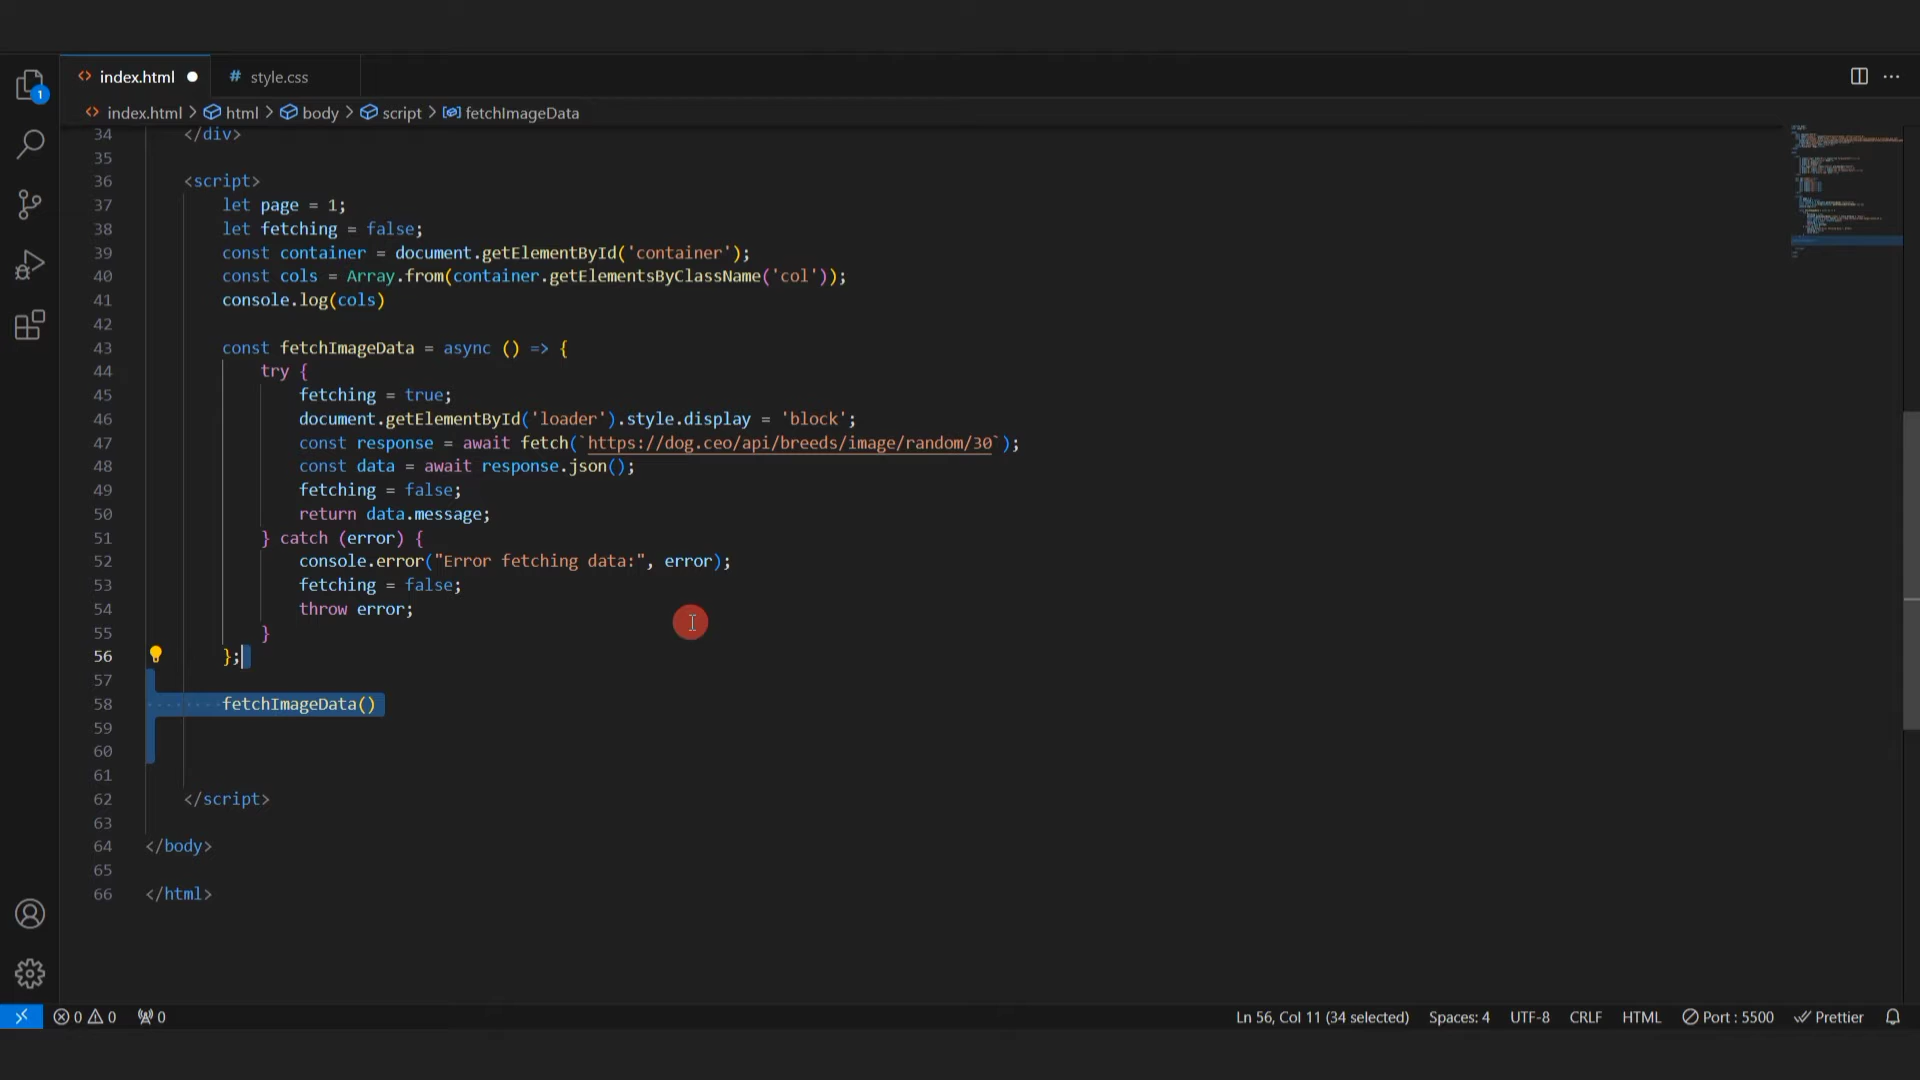 1
index.html
# style.css
index.html > html > body > script > fetchImageData
34 </div>
35
36 <script>
37 let page = 1;
38 let fetching = false;
39 const container = document.getElementById('container');
40 const cols = Array.from(container.getElementsByClassName('col'));
41 console.log(cols)
42
43 const fetchImageData = async () => {
44 try {
45 fetching = true;
46 document.getElementById('loader').style.display = 'block';
47 const response = await fetch(`https://dog.ceo/api/breeds/image/random/30`);
48 const data = await response.json();
49 fetching = false;
50 return data.message;
51 } catch (error) {
52 console.error("Error fetching data:", error);
53 fetching = false;
54 throw error;
55 }
56 };
57
58 fetchImageData()
59
60
61
62 </script>
63
64 </body>
65
66 </html>
0 0 0 Ln 56, Col 11 (34 selected) Spaces: 4 UTF-8 CRLF HTML Port : 5500 Prettier